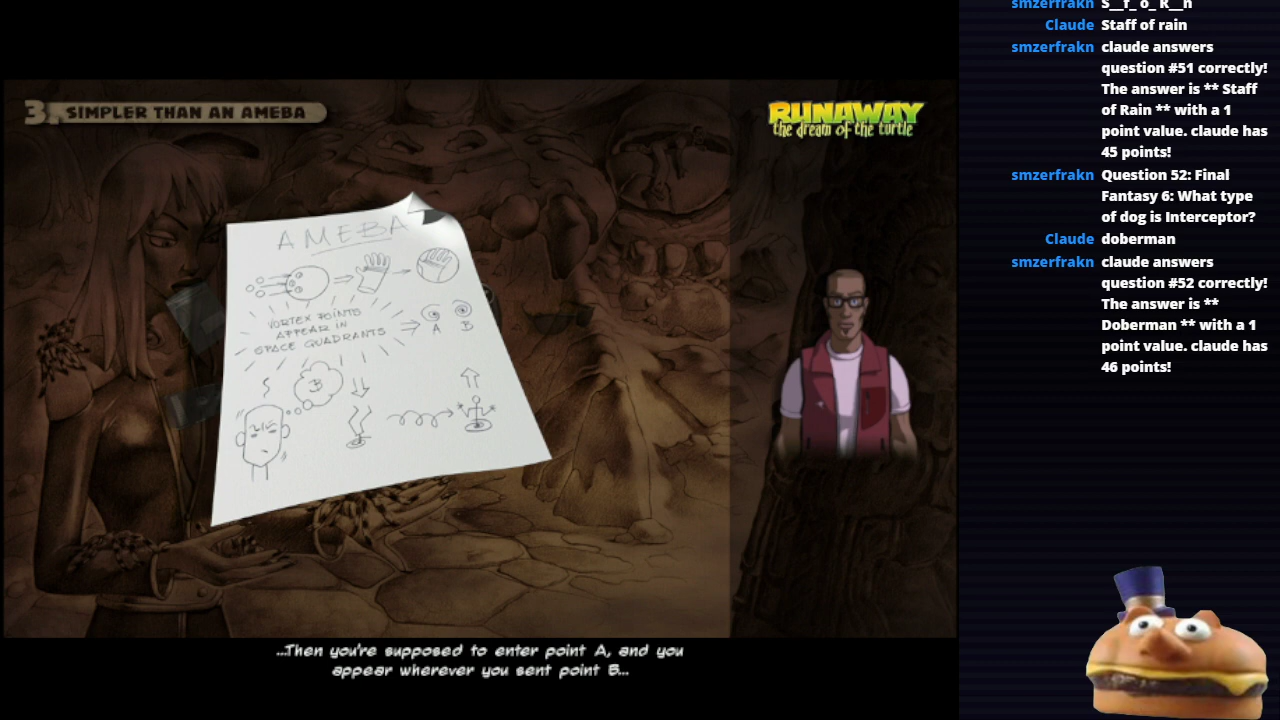 3. SIMPLER THAN AN AMEBA
RUNAWAY
the dream of the turtle
AMEBA
VORTEX POINTS
APPEAR IN
SPACE QUADRANTS
A B
B
...Then you're supposed to enter point A, and you
appear wherever you sent point B...
smzerfrakn S__f_ o_ R__n
Claude Staff of rain
smzerfrakn claude answers
question #51 correctly!
The answer is ** Staff
of Rain ** with a 1
point value. claude has
45 points!
smzerfrakn Question 52: Final
Fantasy 6: What type
of dog is Interceptor?
Claude doberman
smzerfrakn claude answers
question #52 correctly!
The answer is **
Doberman ** with a 1
point value. claude has
46 points!